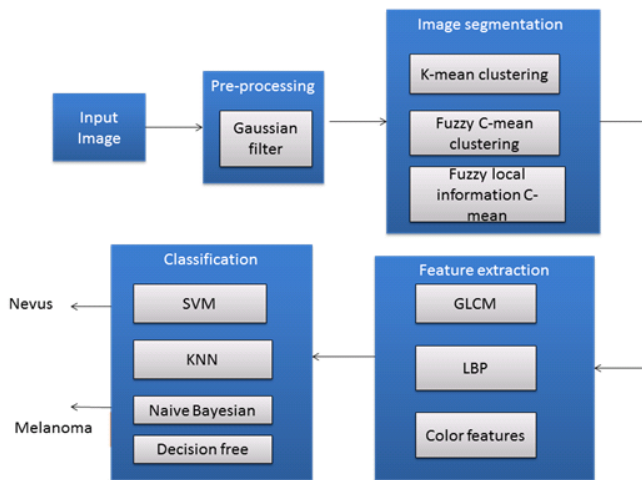 Input
Image
Pre-processing
Gaussian
filter
Image segmentation
K-mean clustering
Fuzzy C-mean
clustering
Fuzzy local
information C-
mean
Feature extraction
GLCM
LBP
Color features
Classification
SVM
KNN
Naive Bayesian
Decision free
Nevus
Melanoma